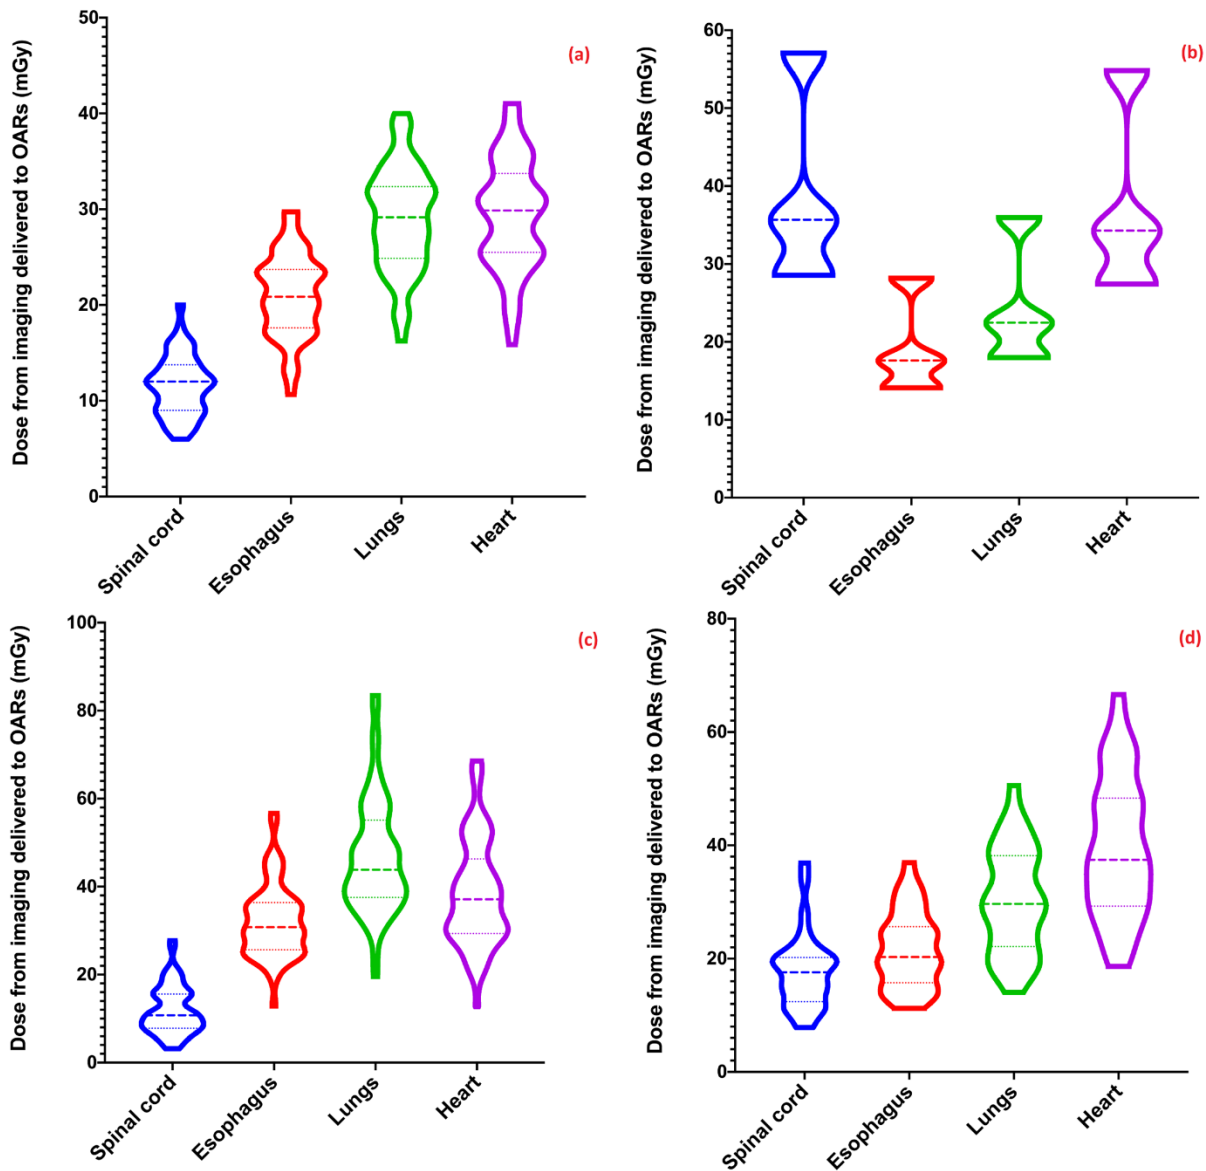 Dose from imaging delivered to OARs (mGy)
50
40
30
20
10
0
(a)
Spinal cord
Esophagus
Lungs
Heart
Dose from imaging delivered to OARs (mGy)
60
50
40
30
20
10
0
(b)
Spinal cord
Esophagus
Lungs
Heart
Dose from imaging delivered to OARs (mGy)
100
80
60
40
20
0
(c)
Spinal cord
Esophagus
Lungs
Heart
Dose from imaging delivered to OARs (mGy)
80
60
40
20
0
(d)
Spinal cord
Esophagus
Lungs
Heart